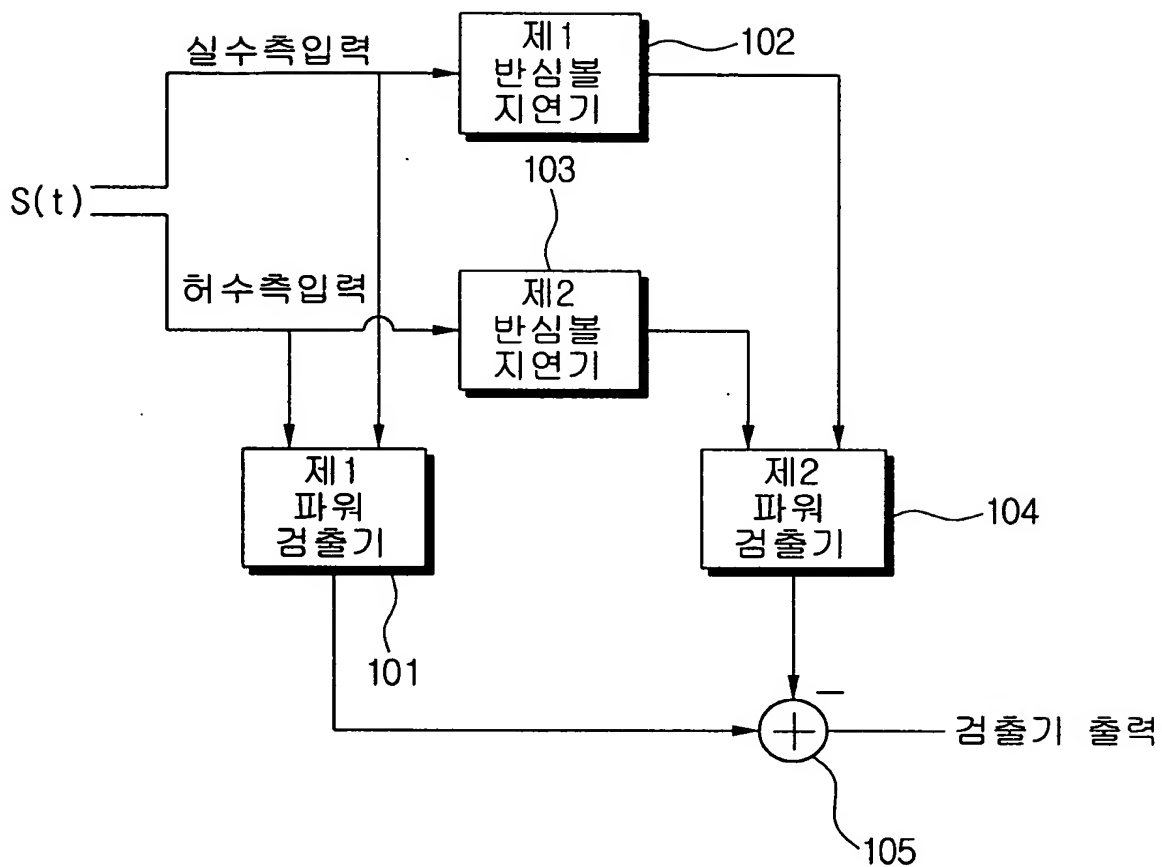 실수측입력
제1
반심볼
지연기
102
103
S(t)
허수측입력
제2
반심볼
지연기
제1
파워
검출기
제2
파워
검출기
104
101
−
+
검출기 출력
105